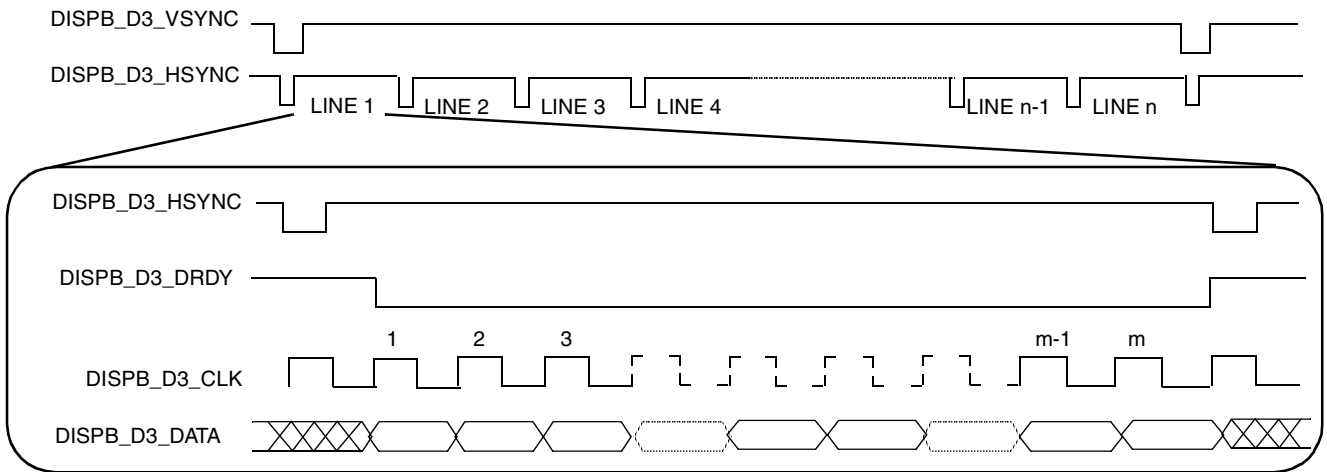 DISPB_D3_VSYNC
DISPB_D3_HSYNC
LINE 1 LINE 2 LINE 3 LINE 4 LINE n-1 LINE n
DISPB_D3_HSYNC
DISPB_D3_DRDY
1 2 3 m-1 m
DISPB_D3_CLK
DISPB_D3_DATA